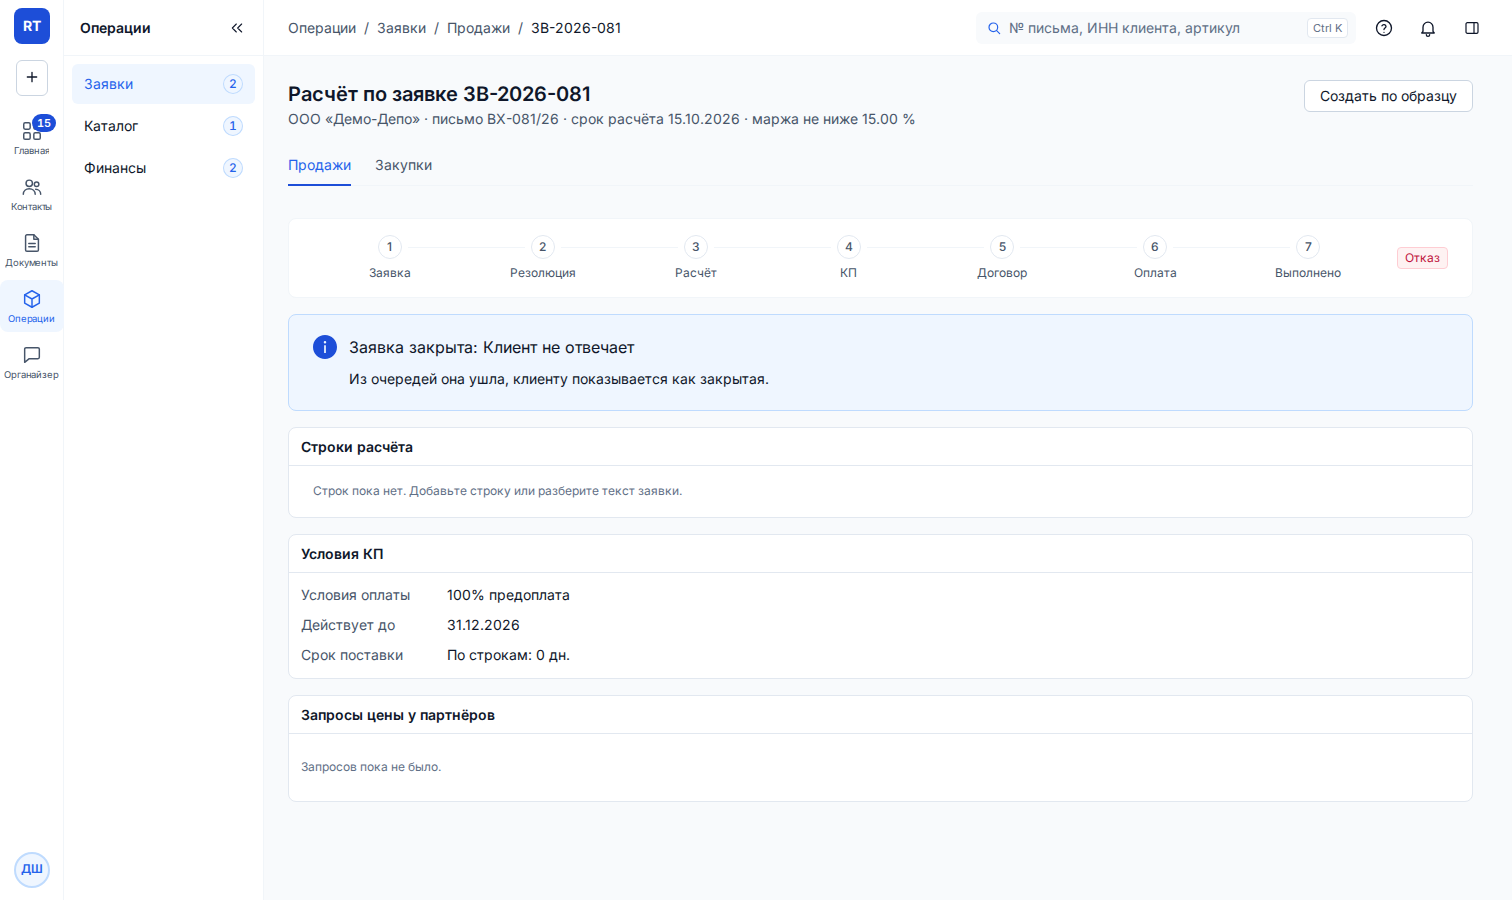 RT
Операции
Операции / Заявки / Продажи / ЗВ-2026-081
№ письма, ИНН клиента, артикул
Ctrl K
15
Главная
Контакты
Документы
Операции
Органайзер
ДШ
Заявки 2
Каталог 1
Финансы 2
Расчёт по заявке ЗВ-2026-081
ООО «Демо-Депо» · письмо ВХ-081/26 · срок расчёта 15.10.2026 · маржа не ниже 15.00 %
Создать по образцу
Продажи Закупки
1 2 3 4 5 6 7
Заявка Резолюция Расчёт КП Договор Оплата Выполнено
Отказ
Заявка закрыта: Клиент не отвечает
Из очередей она ушла, клиенту показывается как закрытая.
Строки расчёта
Строк пока нет. Добавьте строку или разберите текст заявки.
Условия КП
Условия оплаты 100% предоплата
Действует до 31.12.2026
Срок поставки По строкам: 0 дн.
Запросы цены у партнёров
Запросов пока не было.